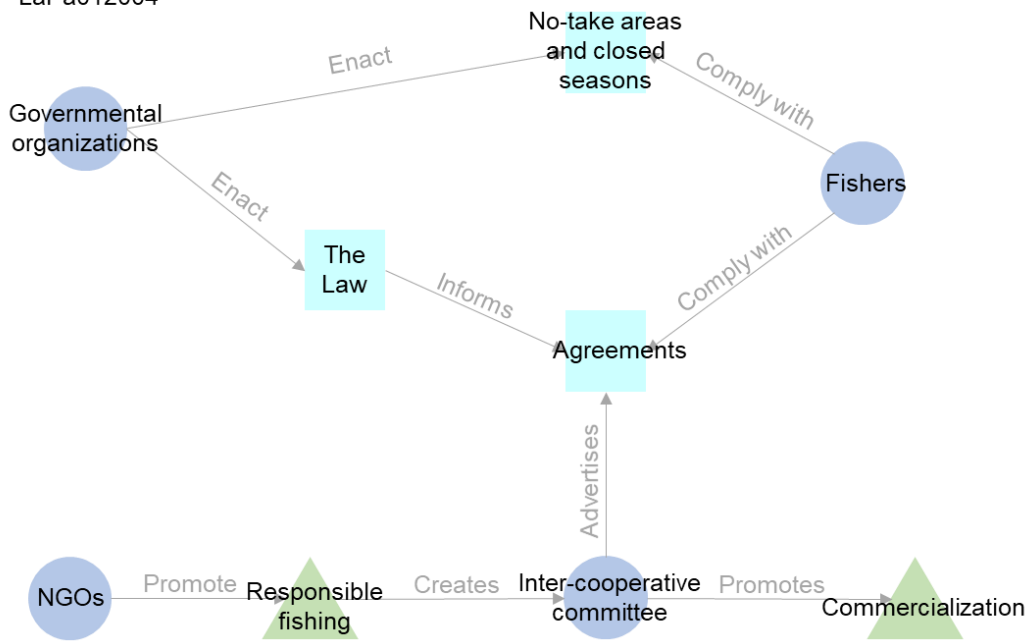 No-take areas
and closed
seasons
Enact
Comply with
Governmental
organizations
Fishers
Enact
The
Law
Informs
Comply with
Agreements
Advertises
NGOs
Promote
Responsible
fishing
Creates
Inter-cooperative
committee
Promotes
Commercialization